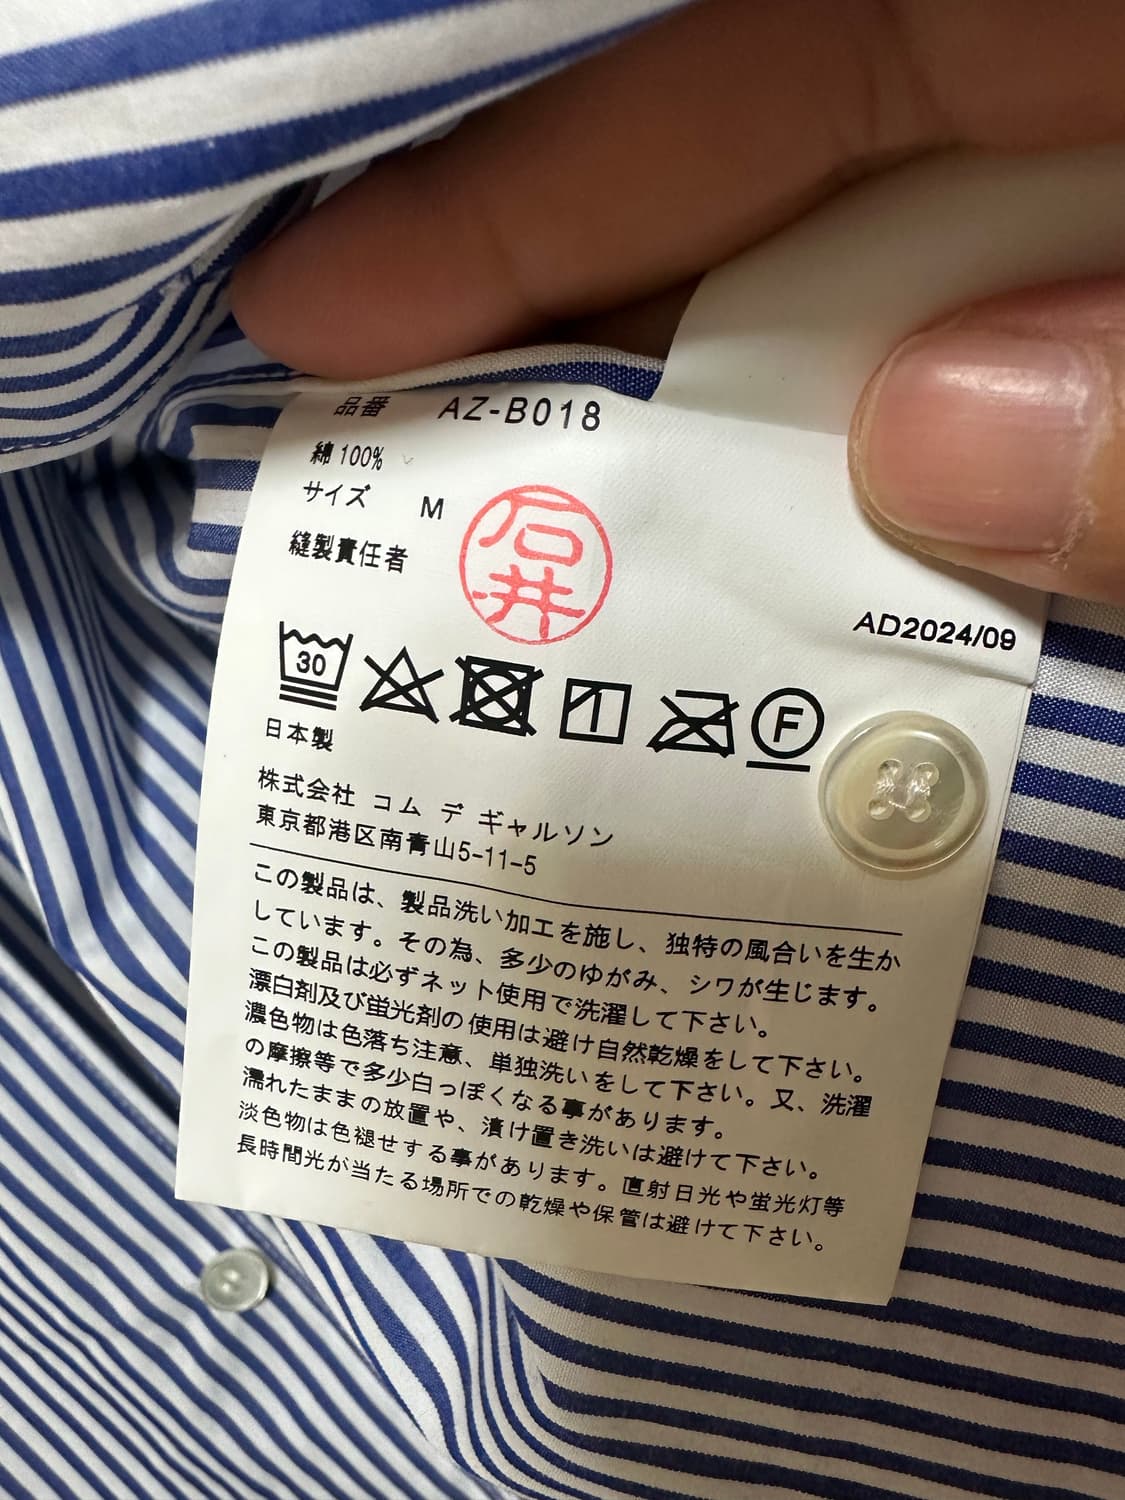 品番 AZ-B018
綿100%
サイズ M
縫製責任者 石井
AD2024/09
30
F
日本製
株式会社 コム デ ギャルソン
東京都港区南青山5-11-5
この製品は、製品洗い加工を施し、独特の風合いを生か
しています。その為、多少のゆがみ、シワが生じます。
この製品は必ずネット使用で洗濯して下さい。
漂白剤及び蛍光剤の使用は避け自然乾燥をして下さい。
濃色物は色落ち注意、単独洗いをして下さい。又、洗濯
の摩擦等で多少白っぽくなる事があります。
濡れたままの放置や、漬け置き洗いは避けて下さい。
淡色物は色褪せする事があります。直射日光や蛍光灯等
長時間光が当たる場所での乾燥や保管は避けて下さい。